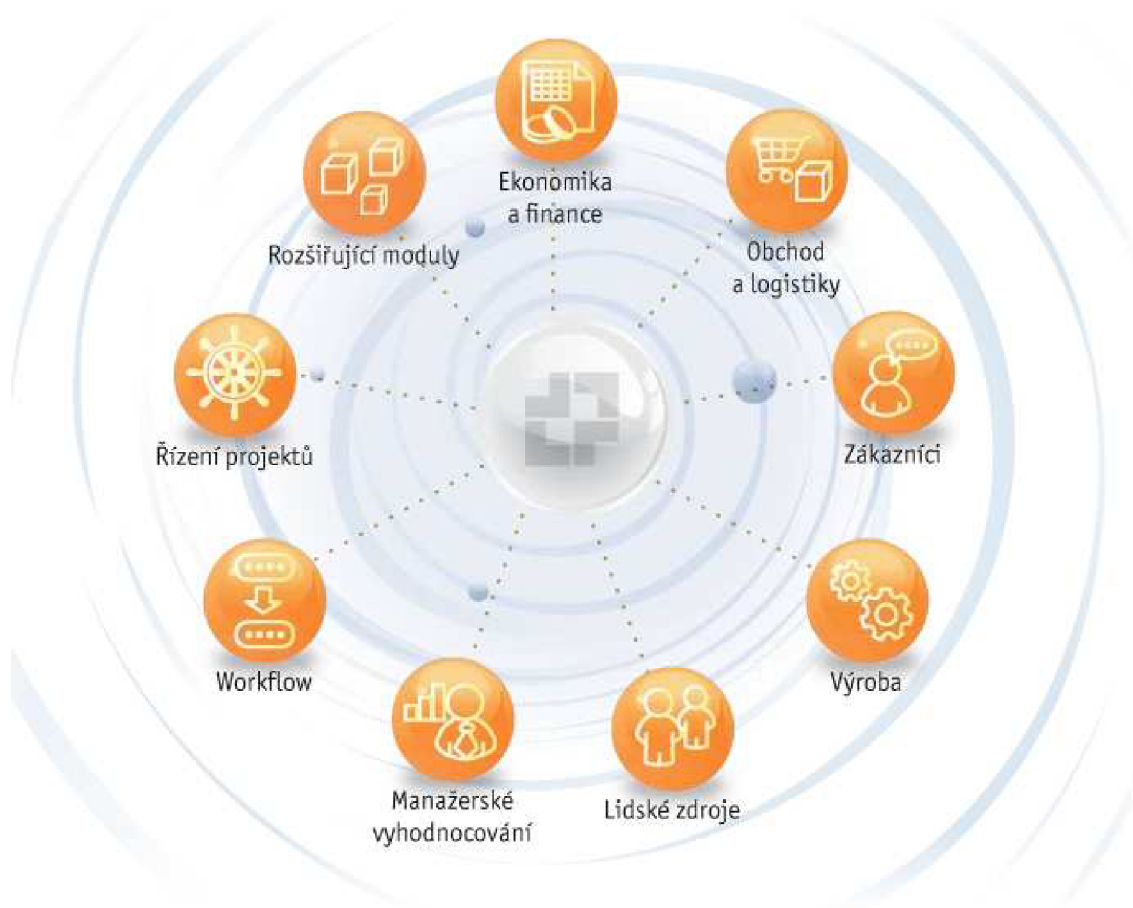 Ekonomika
a finance
Obchod
a logistiky
Zákazníci
Výroba
Lidské zdroje
Manažerské
vyhodnocování
Workflow
Řízení projektů
Rozšiřující moduly